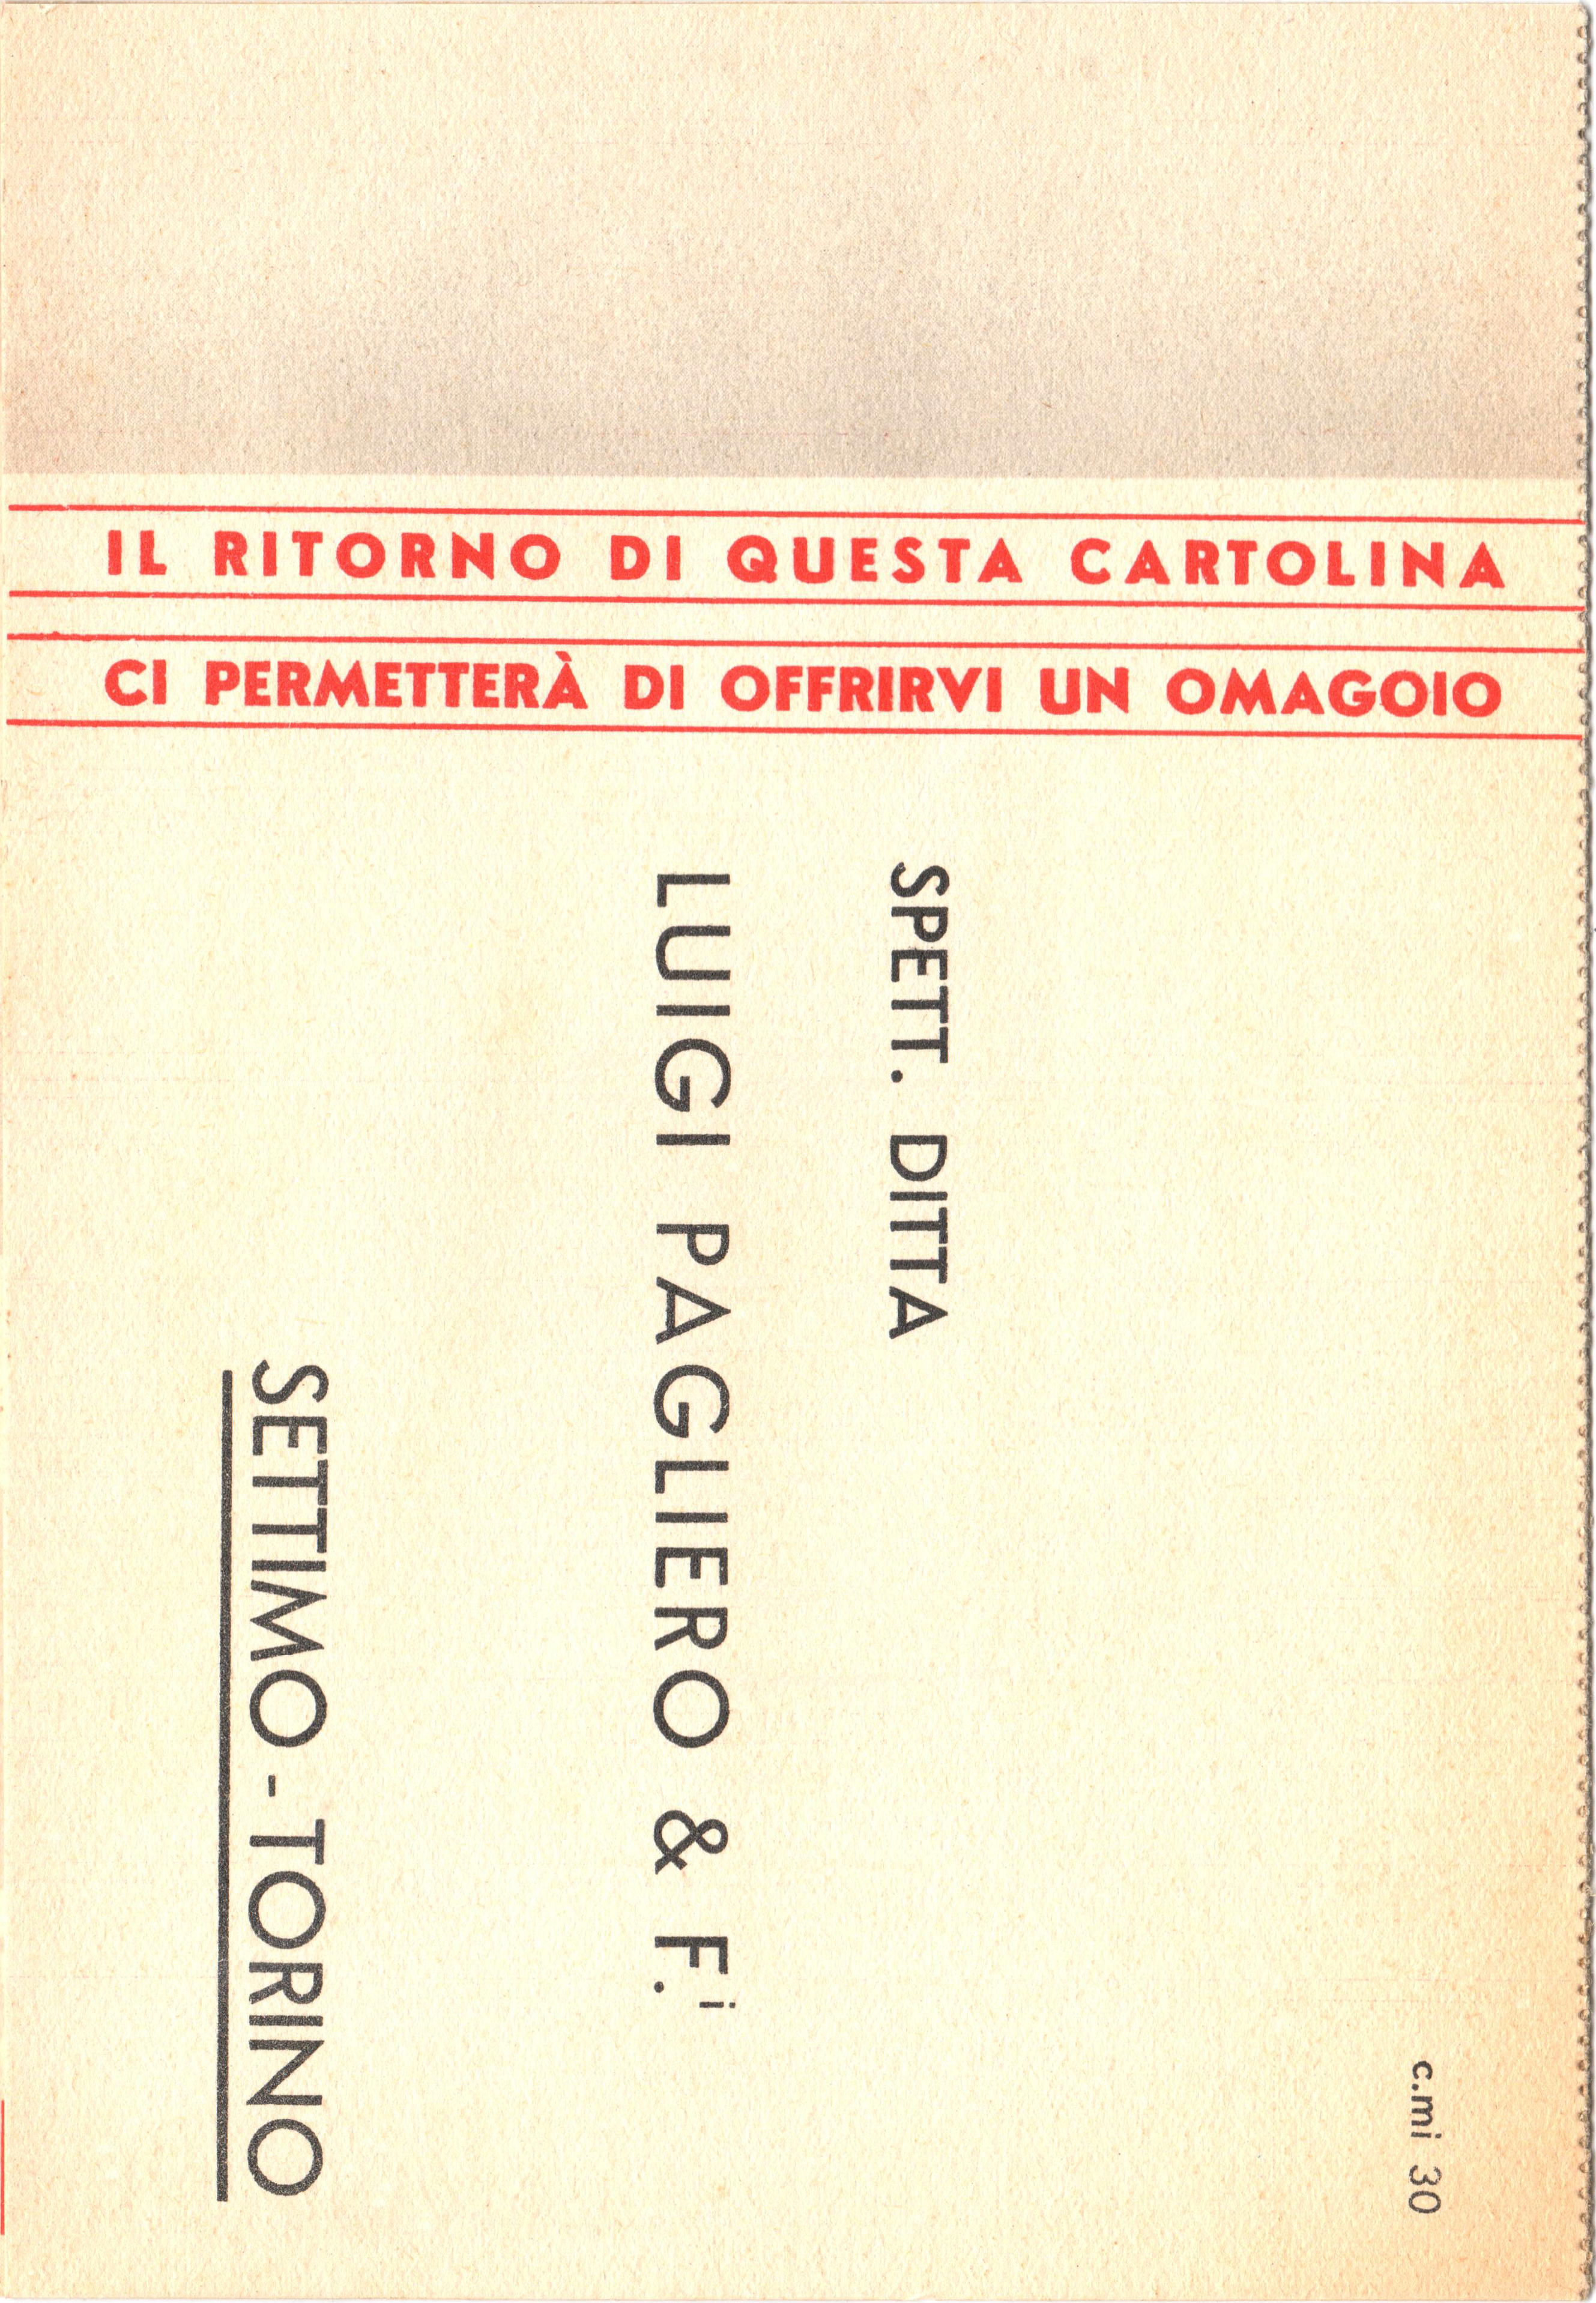 IL RITORNO DI QUESTA CARTOLINA
CI PERMETTERÀ DI OFFRIRVI UN OMAGOIO
c.mi 30
SPETT. DITTA
LUIGI PAGLIERO & F.i
SETTIMO - TORINO